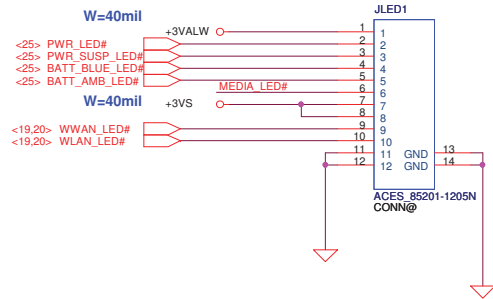 JLED1
W=40mil
+3VALW 1 1
<25> PWR_LED# 2 2
<25> PWR_SUSP_LED# 3 3
<25> BATT_BLUE_LED# 4 4
<25> BATT_AMB_LED# 5 5
MEDIA_LED# 6 6
W=40mil
+3VS 7 7
8 8
<19,20> WWAN_LED# 9 9
<19,20> WLAN_LED# 10 10
11 11 GND 13
12 12 GND 14
ACES_85201-1205N
CONN@